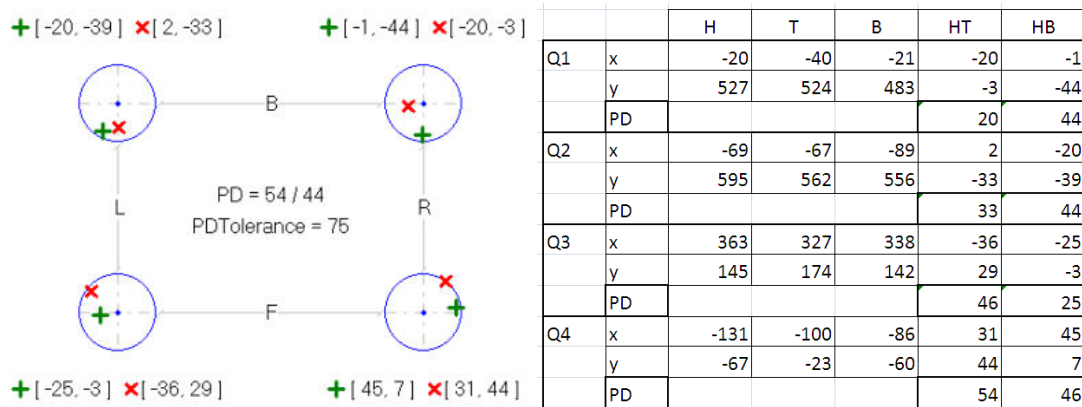 +[-20,-39] ×[2,-33] +[-1,-44] ×[-20,-3]
B
L
PD = 54 / 44
PDTolerance = 75
R
F
+[-25,-3] ×[-36,29] +[45,7] ×[31,44]
H T B HT HB
Q1 x -20 -40 -21 -20 -1
y 527 524 483 -3 -44
PD 20 44
Q2 x -69 -67 -89 2 -20
y 595 562 556 -33 -39
PD 33 44
Q3 x 363 327 338 -36 -25
y 145 174 142 29 -3
PD 46 25
Q4 x -131 -100 -86 31 45
y -67 -23 -60 44 7
PD 54 46